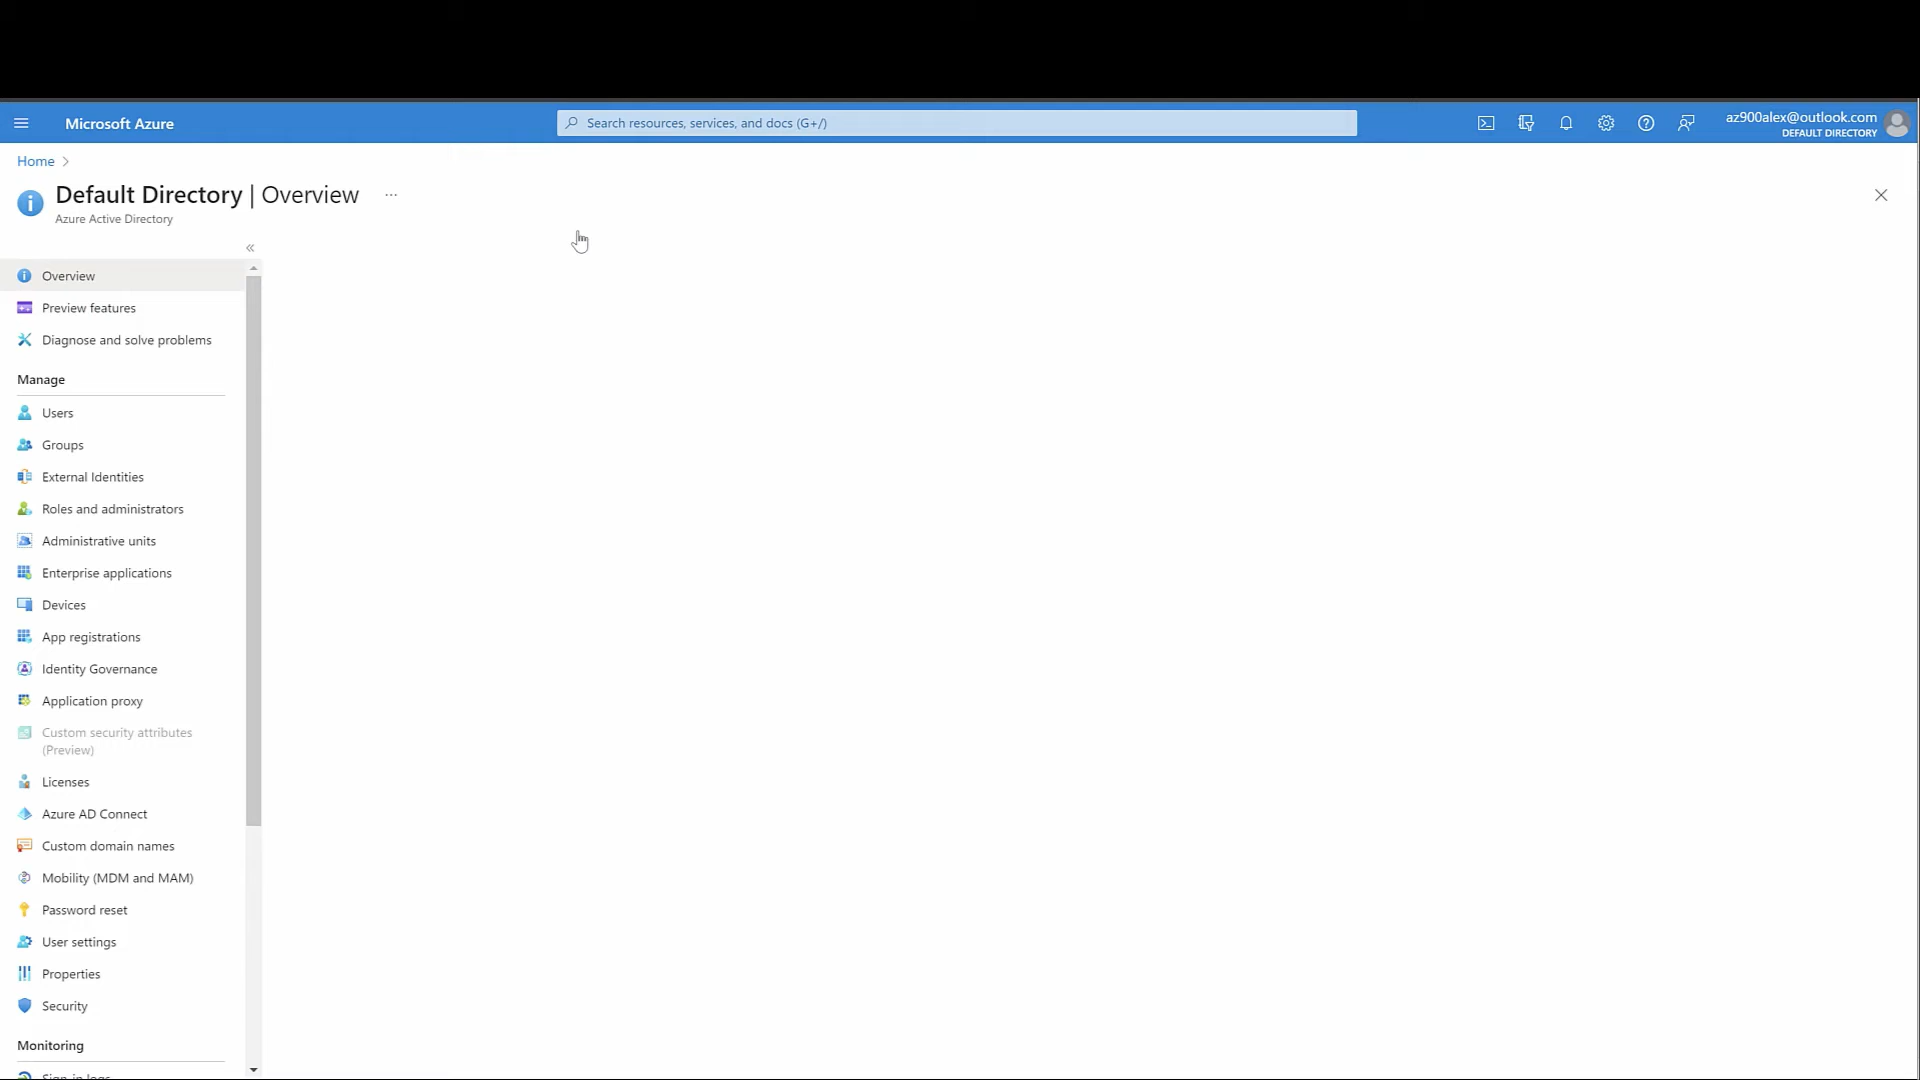 Microsoft Azure
Search resources, services, and docs (G+/)
az900alex@outlook.com
DEFAULT DIRECTORY
Home
Default Directory | Overview
Azure Active Directory
Overview
Preview features
Diagnose and solve problems
Manage
Users
Groups
External Identities
Roles and administrators
Administrative units
Enterprise applications
Devices
App registrations
Identity Governance
Application proxy
Custom security attributes
(Preview)
Licenses
Azure AD Connect
Custom domain names
Mobility (MDM and MAM)
Password reset
User settings
Properties
Security
Monitoring
Sign-in logs